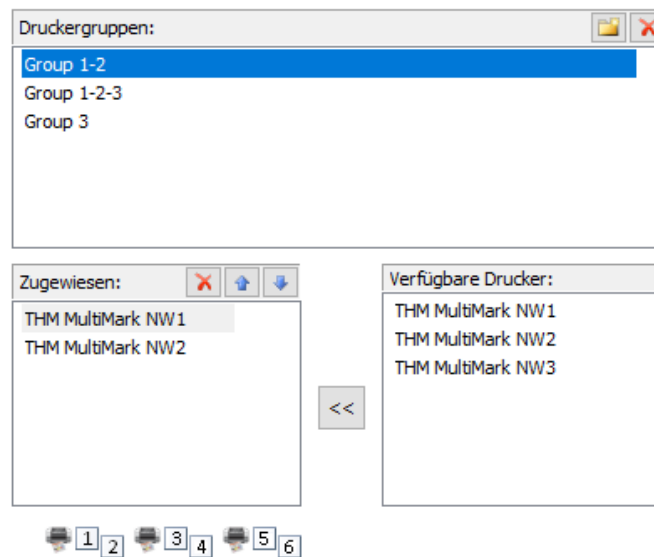 Druckergruppen:
Group 1-2
Group 1-2-3
Group 3
Zugewiesen:
THM MultiMark NW1
THM MultiMark NW2
<<
Verfügbare Drucker:
THM MultiMark NW1
THM MultiMark NW2
THM MultiMark NW3
1 2 3 4 5 6